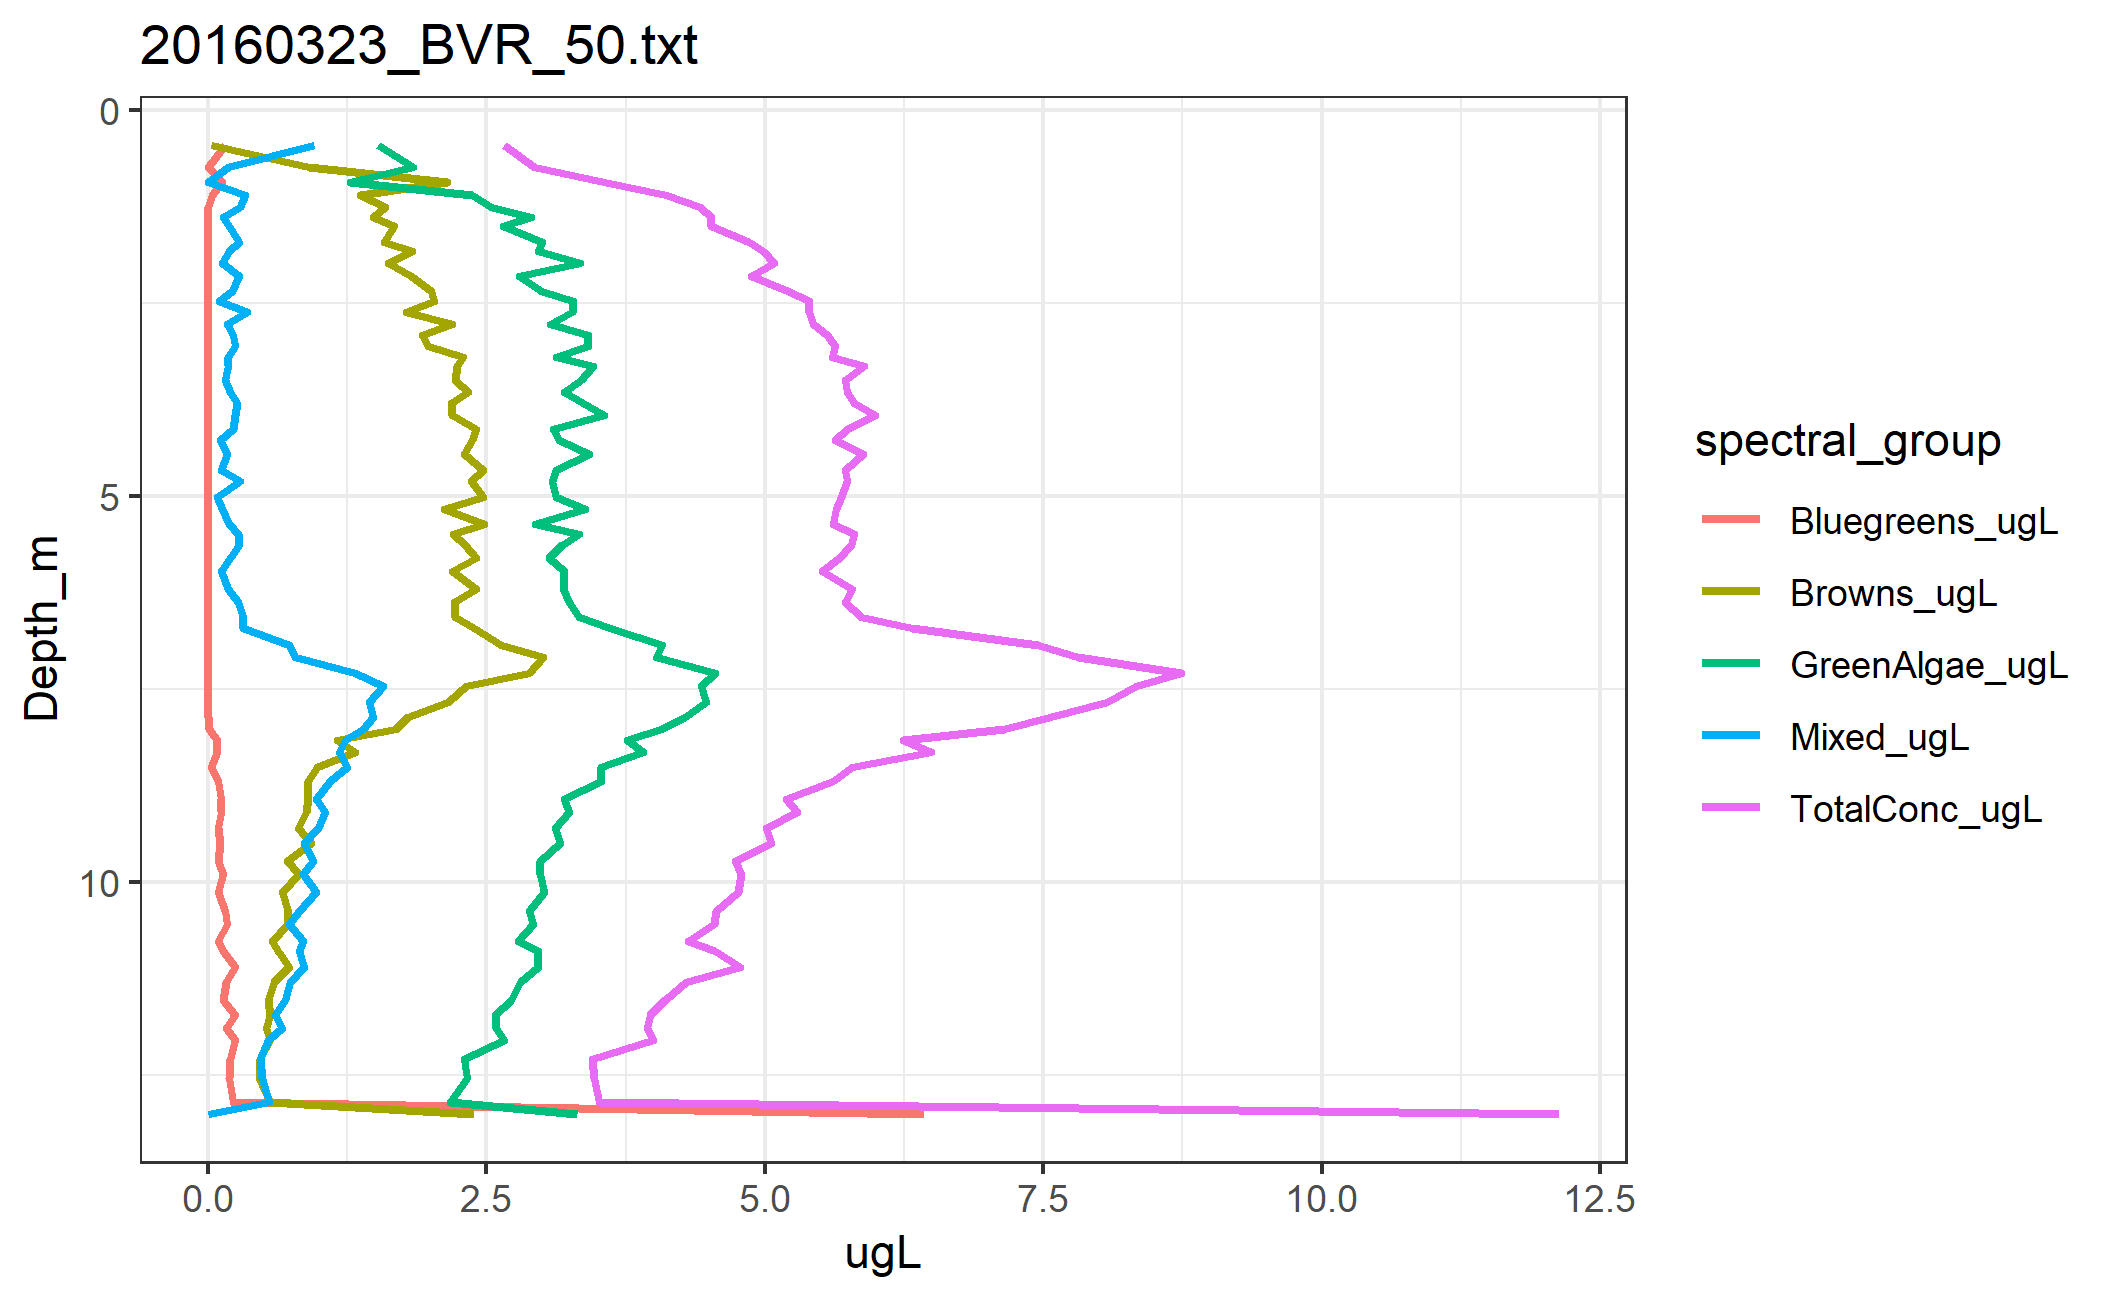 20160323_BVR_50.txt
0
5
10
Depth_m
0.0
2.5
5.0
7.5
10.0
12.5
ugL
spectral_group
Bluegreens_ugL
Browns_ugL
GreenAlgae_ugL
Mixed_ugL
TotalConc_ugL